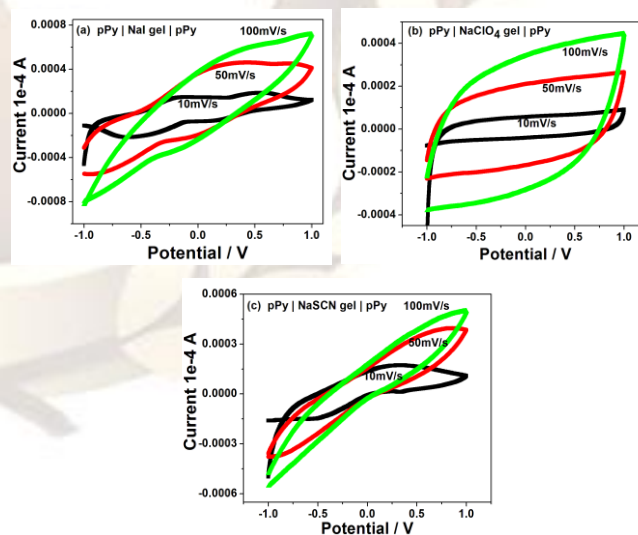 (a) pPy | NaI gel | pPy
100mV/s
50mV/s
10mV/s
0.0008
0.0004
0.0000
-0.0004
-0.0008
Current 1e-4 A
-1.0 -0.5 0.0 0.5 1.0
Potential / V
(b) pPy | NaClO₄ gel | pPy
100mV/s
50mV/s
10mV/s
0.0004
0.0002
0.0000
-0.0002
-0.0004
Current 1e-4 A
-1.0 -0.5 0.0 0.5 1.0
Potential / V
(c) pPy | NaSCN gel | pPy 100mV/s
50mV/s
10mV/s
0.0006
0.0003
0.0000
-0.0003
-0.0006
Current 1e-4 A
-1.0 -0.5 0.0 0.5 1.0
Potential / V